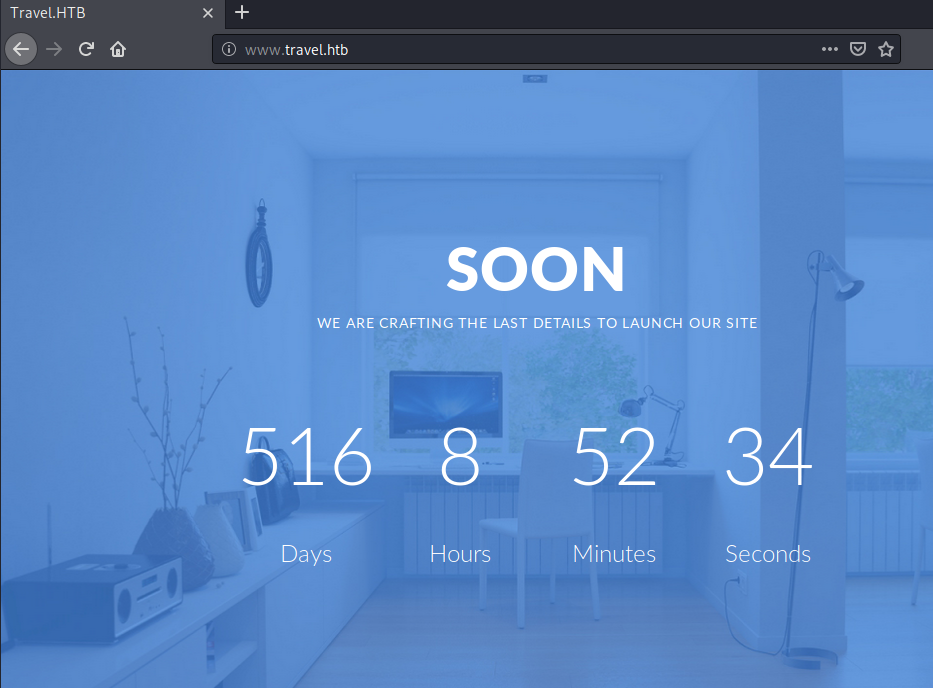 Travel.HTB
www.travel.htb
SOON
WE ARE CRAFTING THE LAST DETAILS TO LAUNCH OUR SITE
516 8 52 34
Days Hours Minutes Seconds